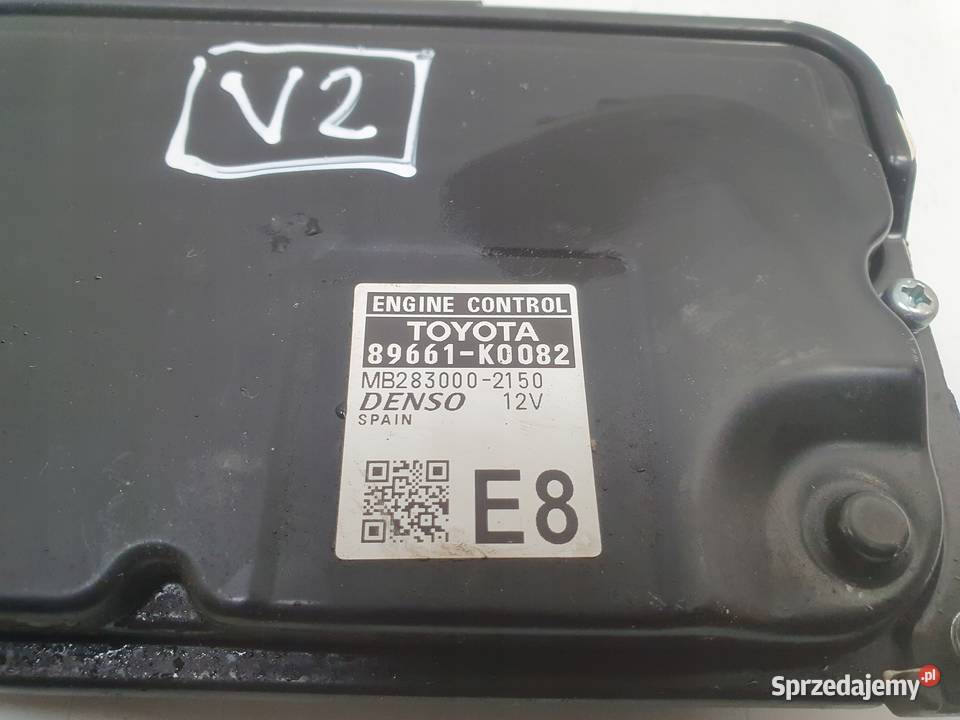 V2
ENGINE CONTROL
TOYOTA
89661-K0082
MB283000-2150
DENSO 12V
SPAIN
E8
Sprzedajemy.pl